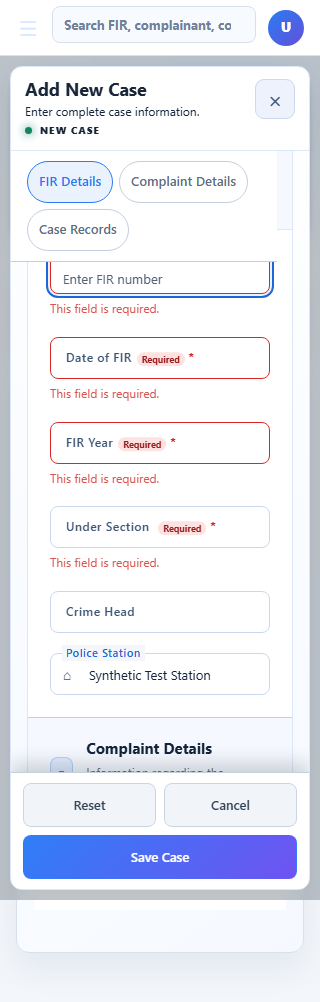 Search FIR, complainant, co
U
Add New Case
×
Enter complete case information.
NEW CASE
FIR Details
Complaint Details
Case Records
Enter FIR number
This field is required.
Date of FIR Required *
This field is required.
FIR Year Required *
This field is required.
Under Section Required *
This field is required.
Crime Head
Police Station
Synthetic Test Station
Complaint Details
Information regarding the
Reset
Cancel
Save Case